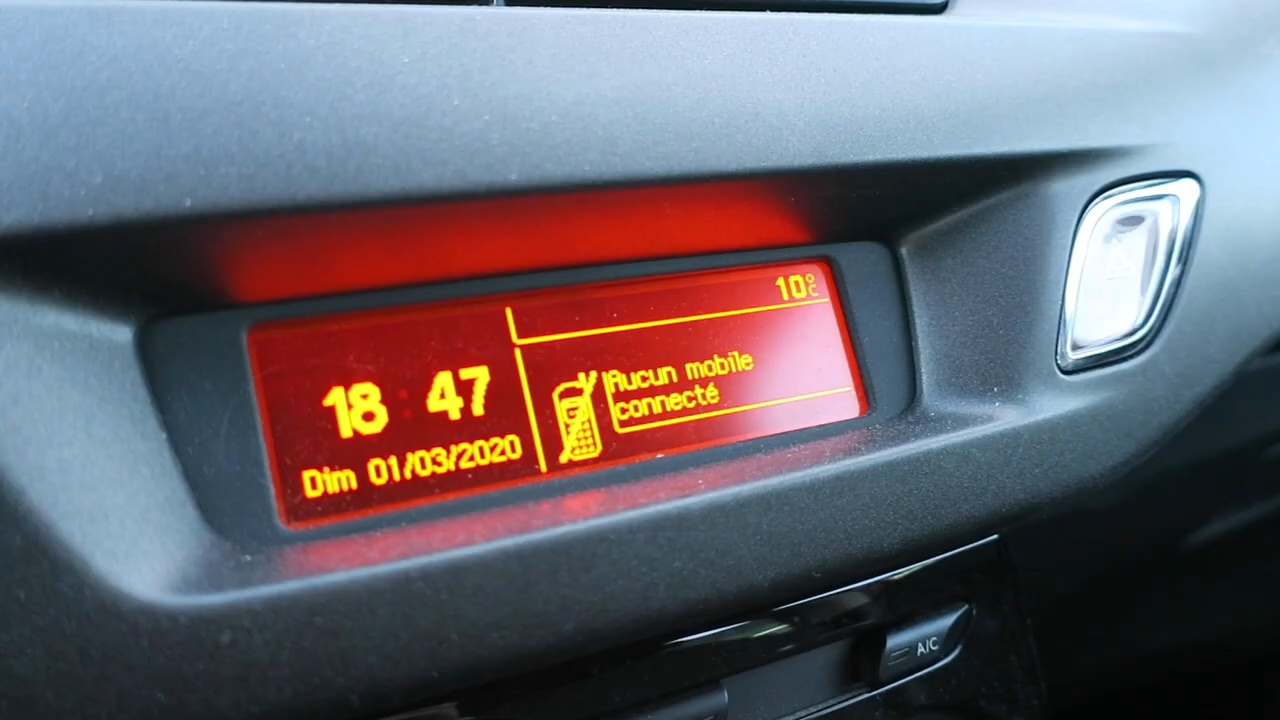 10°C
18:47
Dim 01/03/2020
Aucun mobile
connecté
A/C